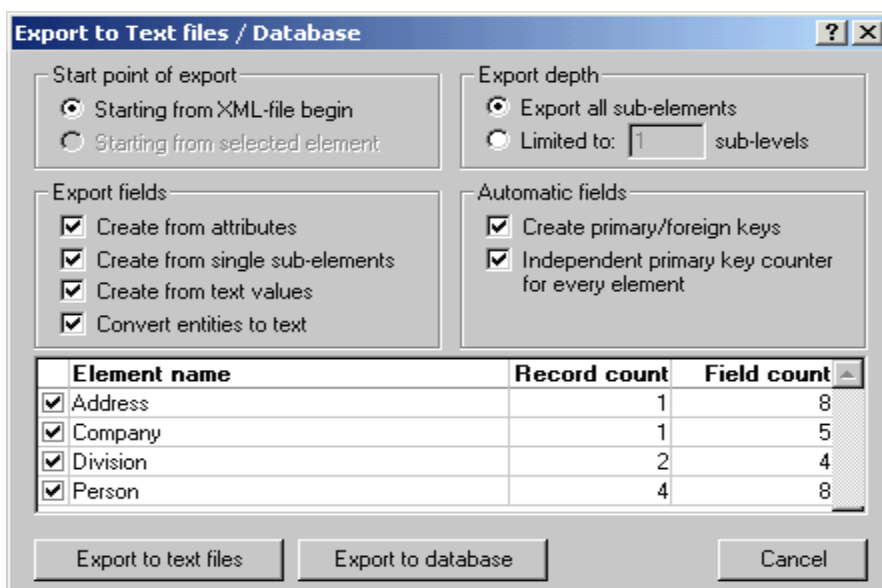 Export to Text files / Database
Start point of export
Starting from XML-file begin
Starting from selected element
Export depth
Export all sub-elements
Limited to: 1 sub-levels
Export fields
Create from attributes
Create from single sub-elements
Create from text values
Convert entities to text
Automatic fields
Create primary/foreign keys
Independent primary key counter
for every element
Element name Record count Field count
Address 1 8
Company 1 5
Division 2 4
Person 4 8
Export to text files Export to database Cancel